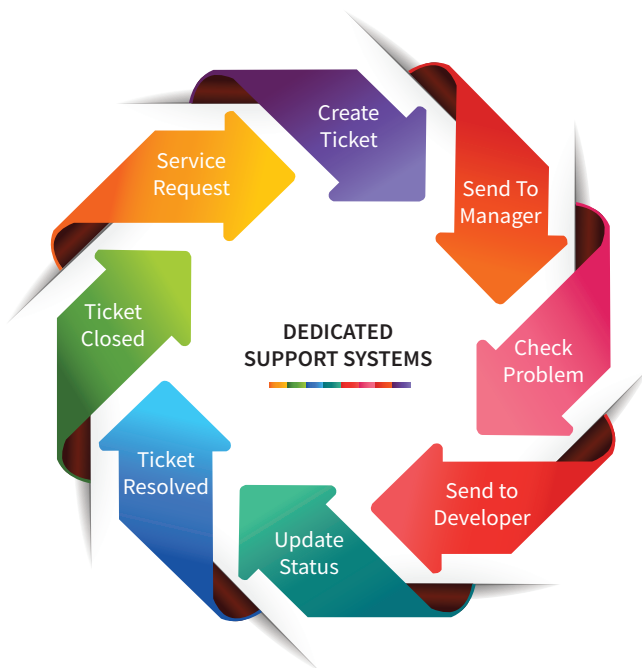 Service
Request
Create
Ticket
Send To
Manager
Check
Problem
Send to
Developer
Update
Status
Ticket
Resolved
Ticket
Closed
DEDICATED
SUPPORT SYSTEMS